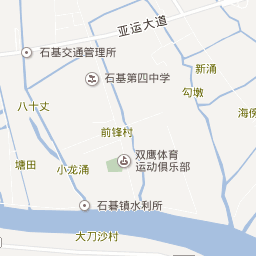 亚运大道
石基交通管理所
新涌
石基第四中学
勾墩
八十丈
海傍
前锋村
双鹰体育
运动俱乐部
塘田
小龙涌
石碁镇水利所
大刀沙村